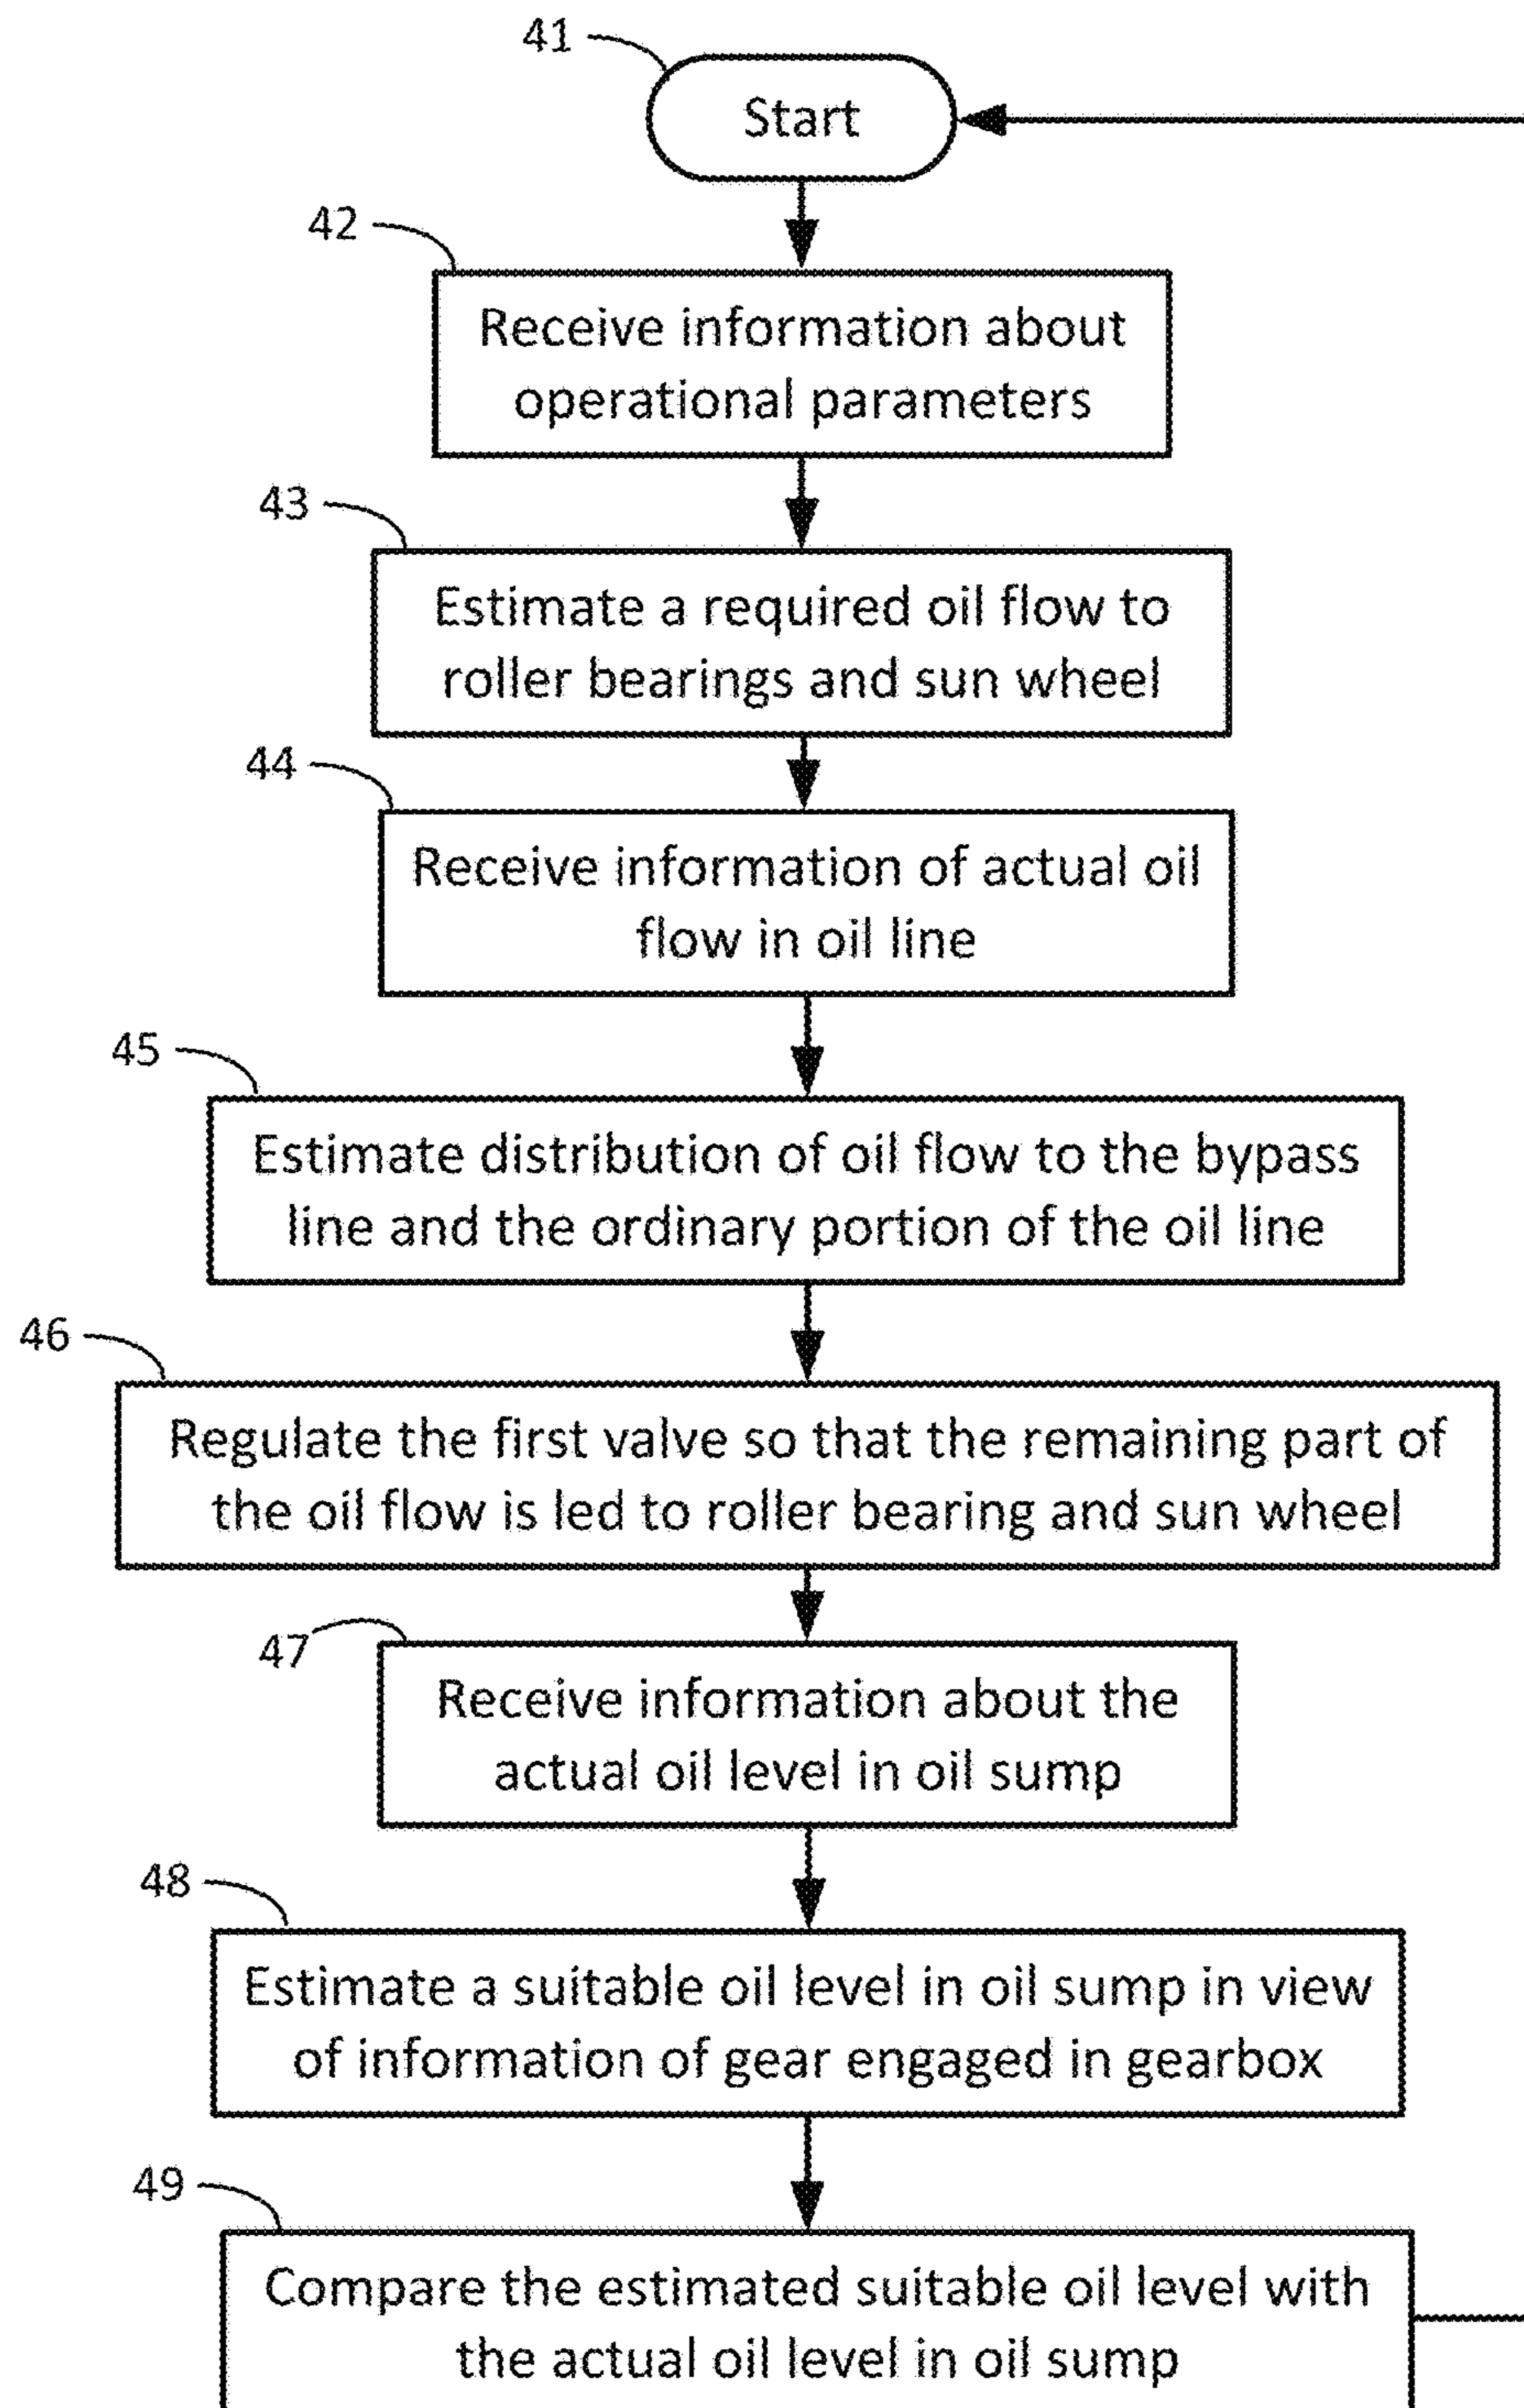 41
Start
42
Receive information about
operational parameters
43
Estimate a required oil flow to
roller bearings and sun wheel
44
Receive information of actual oil
flow in oil line
45
Estimate distribution of oil flow to the bypass
line and the ordinary portion of the oil line
46
Regulate the first valve so that the remaining part of
the oil flow is led to roller bearing and sun wheel
47
Receive information about the
actual oil level in oil sump
48
Estimate a suitable oil level in oil sump in view
of information of gear engaged in gearbox
49
Compare the estimated suitable oil level with
the actual oil level in oil sump